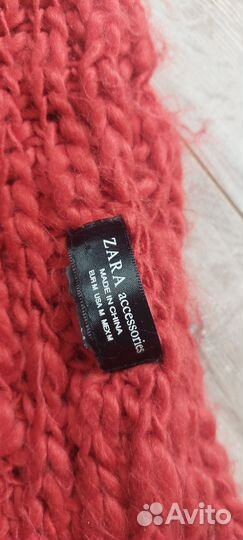 ZARA accessories
MADE IN CHINA
EUR M USA M MEX M
Avito